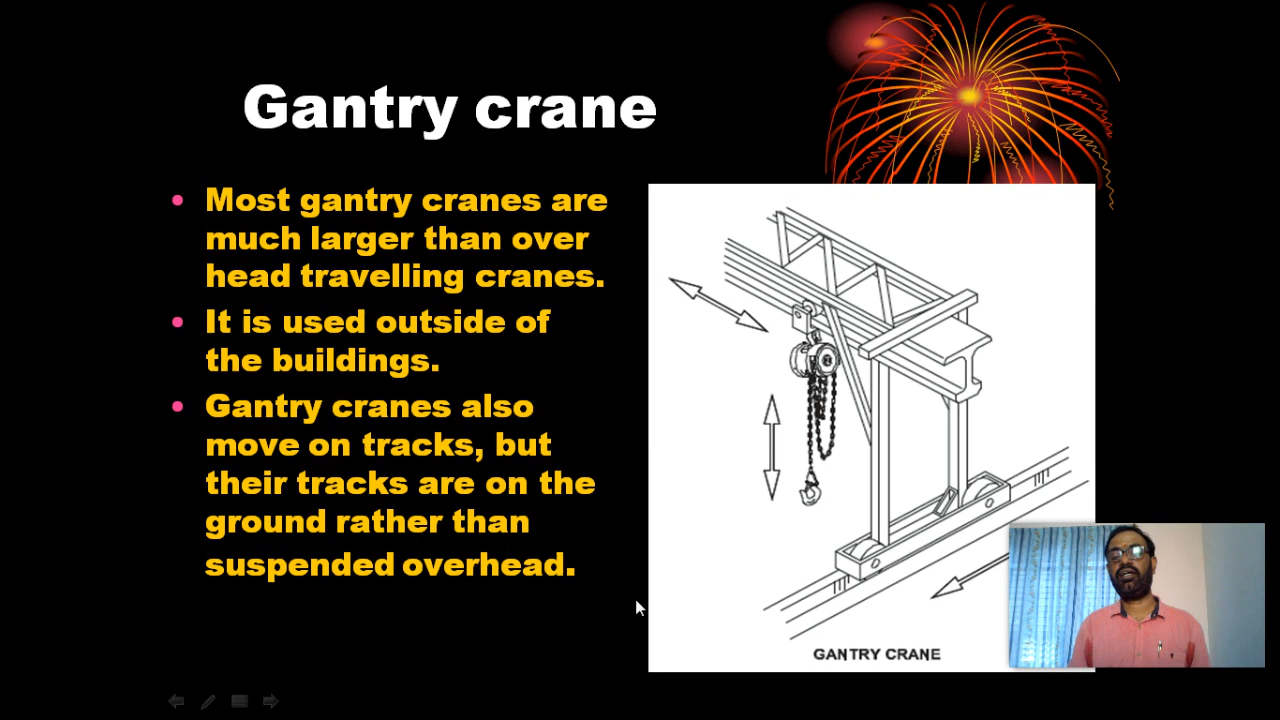 Gantry crane
Most gantry cranes are
much larger than over
head travelling cranes.
It is used outside of
the buildings.
Gantry cranes also
move on tracks, but
their tracks are on the
ground rather than
suspended overhead.
GANTRY CRANE